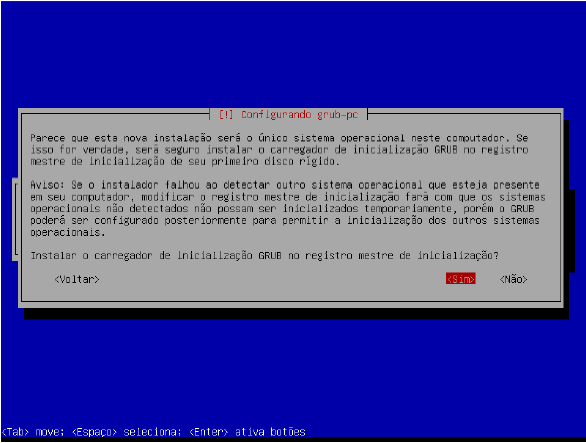 [!] Configurando grub-pc
Parece que esta nova instalação será o único sistema operacional neste computador. Se
isso for verdade, será seguro instalar o carregador de inicialização GRUB no registro
mestre de inicialização de seu primeiro disco rígido.
Aviso: Se o instalador falhou ao detectar outro sistema operacional que esteja presente
em seu computador, modificar o registro mestre de inicialização fará com que os sistemas
operacionais não detectados não possam ser inicializados temporariamente, porém o GRUB
poderá ser configurado posteriormente para permitir a inicialização dos outros sistemas
operacionais.
Instalar o carregador de inicialização GRUB no registro mestre de inicialização?
<Voltar> <Sim> <Não>
<Tab> move; <Espaço> seleciona; <Enter> ativa botões